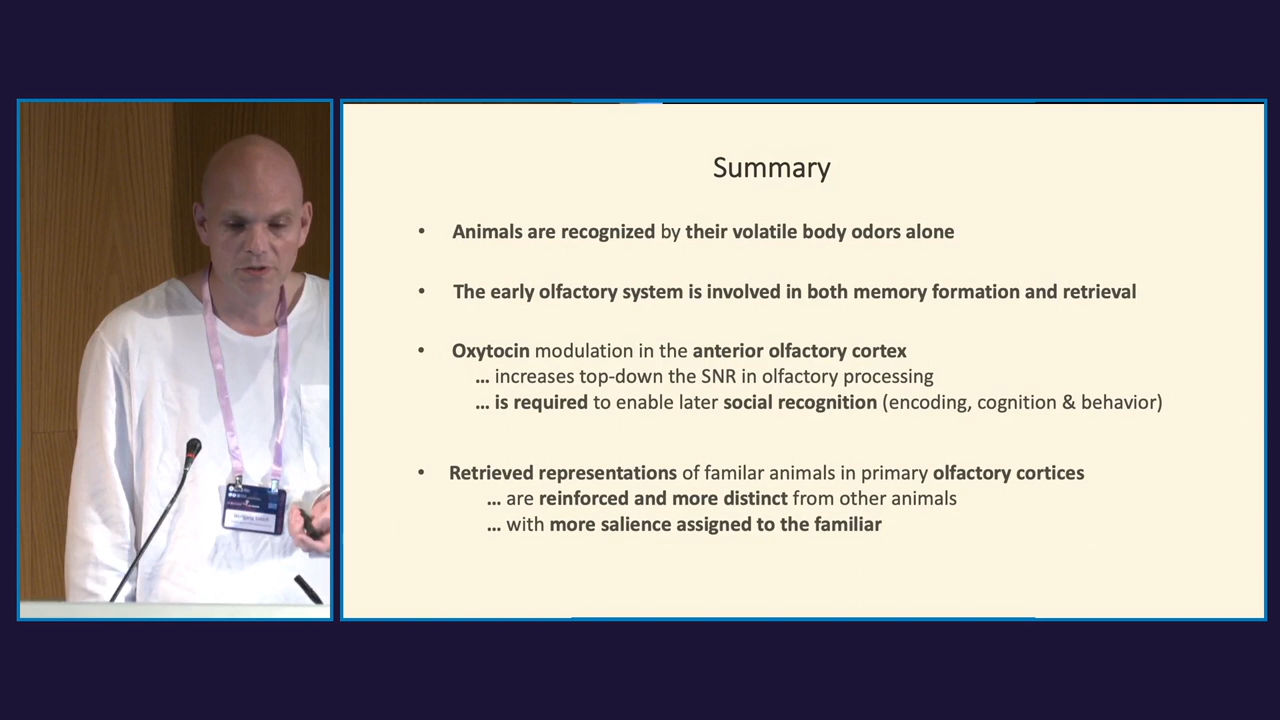 Summary
• Animals are recognized by their volatile body odors alone
• The early olfactory system is involved in both memory formation and retrieval
• Oxytocin modulation in the anterior olfactory cortex
... increases top-down the SNR in olfactory processing
... is required to enable later social recognition (encoding, cognition & behavior)
• Retrieved representations of familar animals in primary olfactory cortices
... are reinforced and more distinct from other animals
... with more salience assigned to the familiar